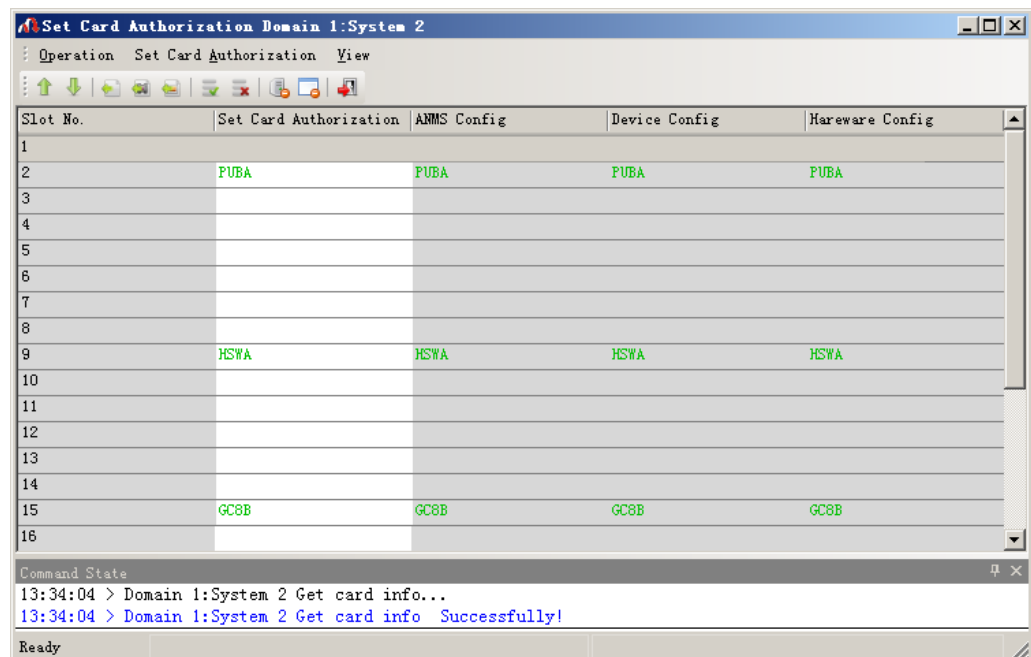 Set Card Authorization Domain 1:System 2
Operation Set Card Authorization View
Slot No. Set Card Authorization ANMS Config Device Config Hareware Config
1
2 PUBA PUBA PUBA PUBA
3
4
5
6
7
8
9 HSWA HSWA HSWA HSWA
10
11
12
13
14
15 GC8B GC8B GC8B GC8B
16
Command State
13:34:04 > Domain 1:System 2 Get card info...
13:34:04 > Domain 1:System 2 Get card info Successfully!
Ready